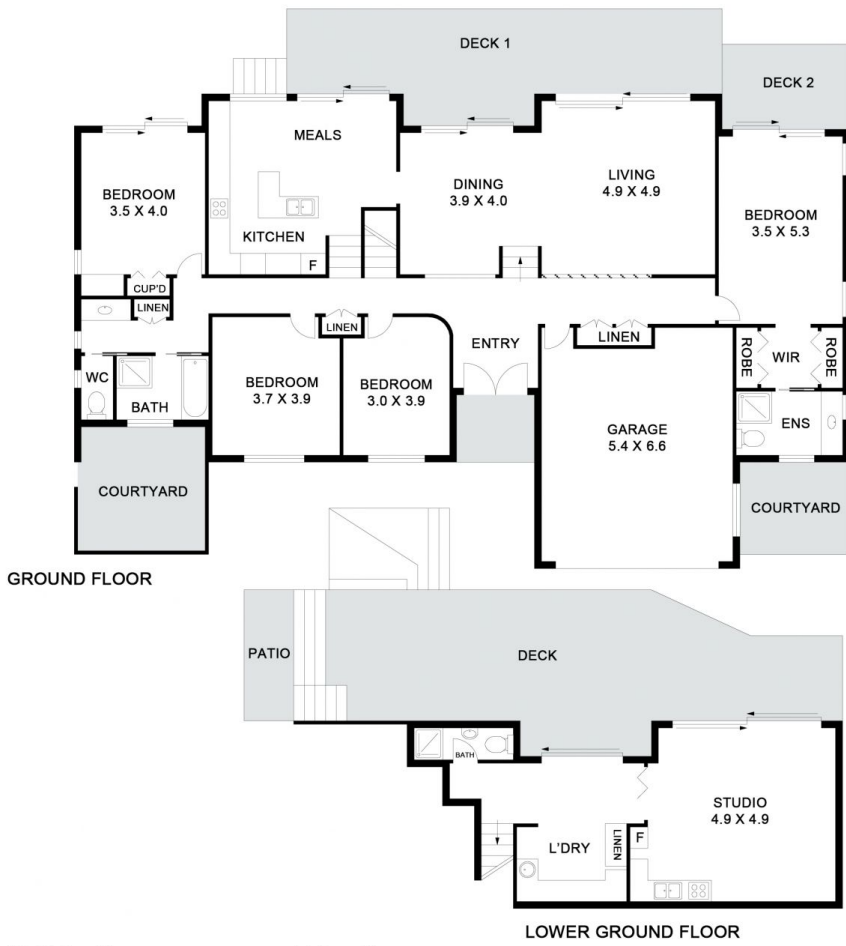 DECK 1
DECK 2
MEALS
BEDROOM
3.5 X 4.0
DINING
3.9 X 4.0
LIVING
4.9 X 4.9
BEDROOM
3.5 X 5.3
KITCHEN
F
CUP'D
LINEN
LINEN
LINEN
ENTRY
ROBE
WIR
ROBE
WC
BATH
BEDROOM
3.7 X 3.9
BEDROOM
3.0 X 3.9
GARAGE
5.4 X 6.6
ENS
COURTYARD
COURTYARD
GROUND FLOOR
PATIO
DECK
BATH
STUDIO
4.9 X 4.9
L'DRY
LINEN
F
LOWER GROUND FLOOR